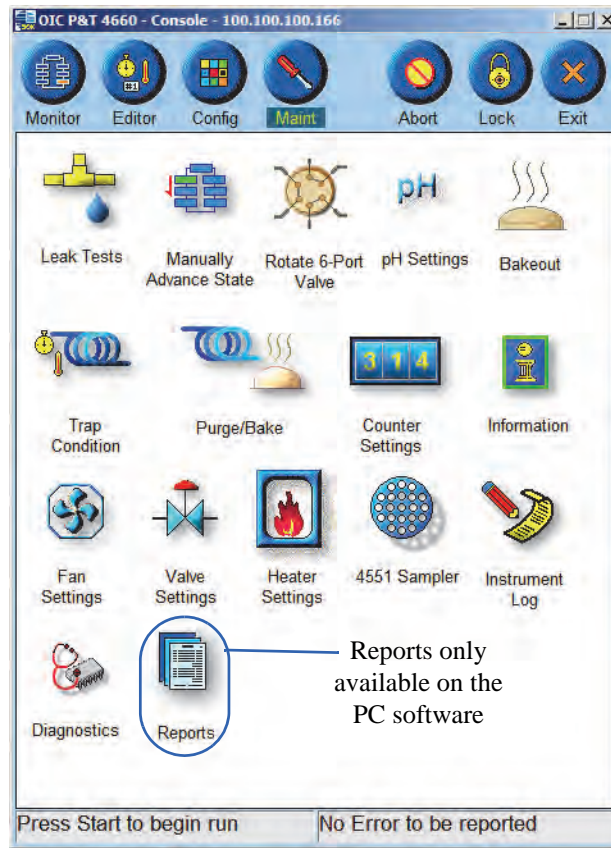 OIC P&T 4660 - Console - 100.100.100.166
#1
Monitor Editor Config Maint Abort Lock Exit
pH
Leak Tests Manually Advance State Rotate 6-Port Valve pH Settings Bakeout
3 1 4
Trap Condition Purge/Bake Counter Settings Information
Fan Settings Valve Settings Heater Settings 4551 Sampler Instrument Log
Reports only
available on the
PC software
Diagnostics Reports
Press Start to begin run No Error to be reported